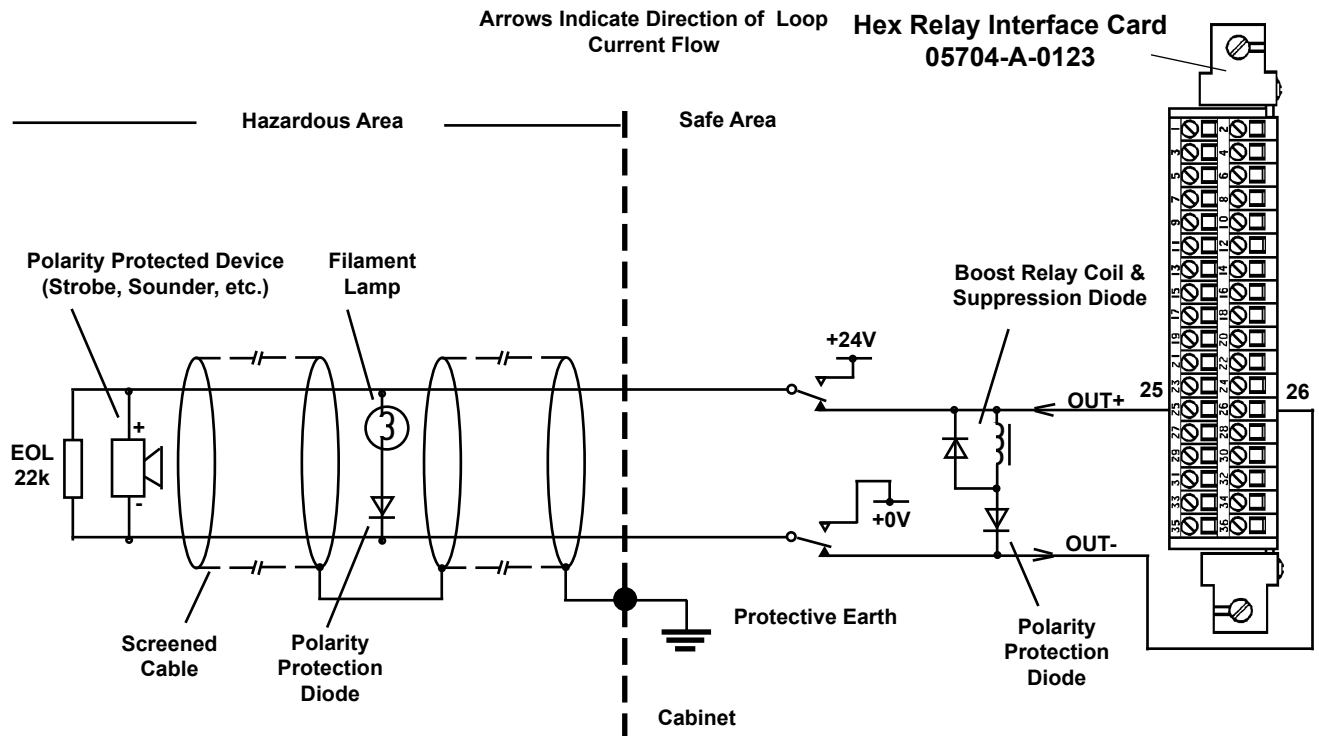 Arrows Indicate Direction of Loop
Current Flow
Hex Relay Interface Card
05704-A-0123
Hazardous Area
Safe Area
Polarity Protected Device
(Strobe, Sounder, etc.)
Filament
Lamp
Boost Relay Coil &
Suppression Diode
+24V
OUT+
25
26
EOL
22k
+
-
+0V
OUT-
Protective Earth
Screened
Cable
Polarity
Protection
Diode
Polarity
Protection
Diode
Cabinet
1 2
3 4
5 6
7 8
9 10
11 12
13 14
15 16
17 18
19 20
21 22
23 24
25 26
27 28
29 30
31 32
33 34
35 36